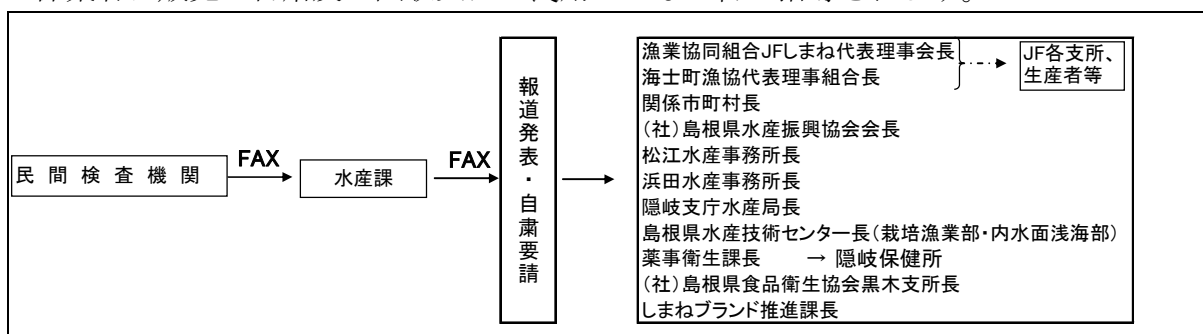 民間検査機関
FAX
水産課
FAX
報道発表・自粛要請
漁業協同組合JFしまね代表理事会長
海士町漁協代表理事組合長
関係市町村長
(社)島根県水産振興協会会長
松江水産事務所長
浜田水産事務所長
隠岐支庁水産局長
島根県水産技術センター長(栽培漁業部・内水面浅海部)
薬事衛生課長 → 隠岐保健所
(社)島根県食品衛生協会黒木支所長
しまねブランド推進課長
JF各支所、
生産者等